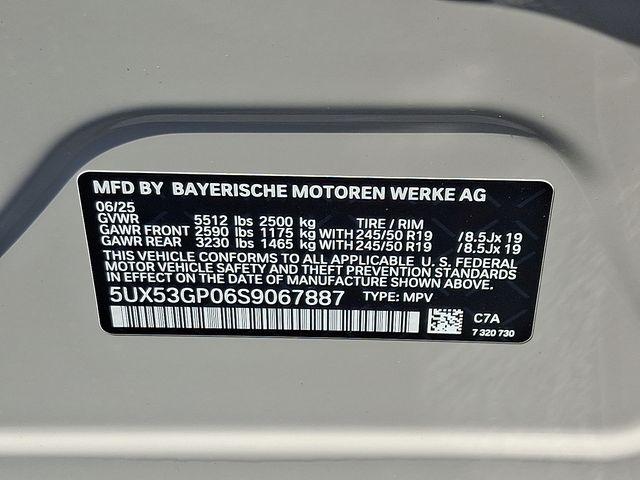 MFD BY BAYERISCHE MOTOREN WERKE AG
06/25
GVWR 5512 lbs 2500 kg TIRE / RIM
GAWR FRONT 2590 lbs 1175 kg WITH 245/50 R19 /8.5Jx 19
GAWR REAR 3230 lbs 1465 kg WITH 245/50 R19 /8.5Jx 19
THIS VEHICLE CONFORMS TO ALL APPLICABLE U. S. FEDERAL
MOTOR VEHICLE SAFETY AND THEFT PREVENTION STANDARDS
IN EFFECT ON THE DATE OF MANUFACTURE SHOWN ABOVE.
5UX53GP06S9067887 TYPE: MPV
C7A
7 320 730